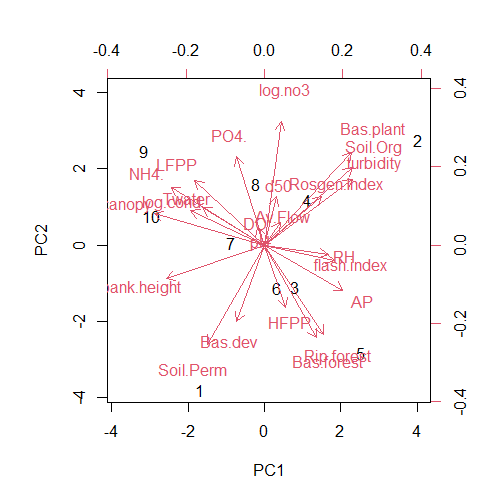 -0.4 -0.2 0.0 0.2 0.4
log.no3
4 0.4
Bas.plant
PO4. 2
Soil.Org
9 turbidity
LFPP
2 NH4. 8 d50 Rosgen.Index 0.2
Twater 4
canopy log.cond
10 Av.Flow
DO
7
0 0.0
RH
flash.index
bank.height 6 3
AP
-2 HFPP -0.2
Bas.dev
Rip.forest 5
Bas.forest
Soil.Perm
1
-4 -0.4
-4 -2 0 2 4
PC1
PC2